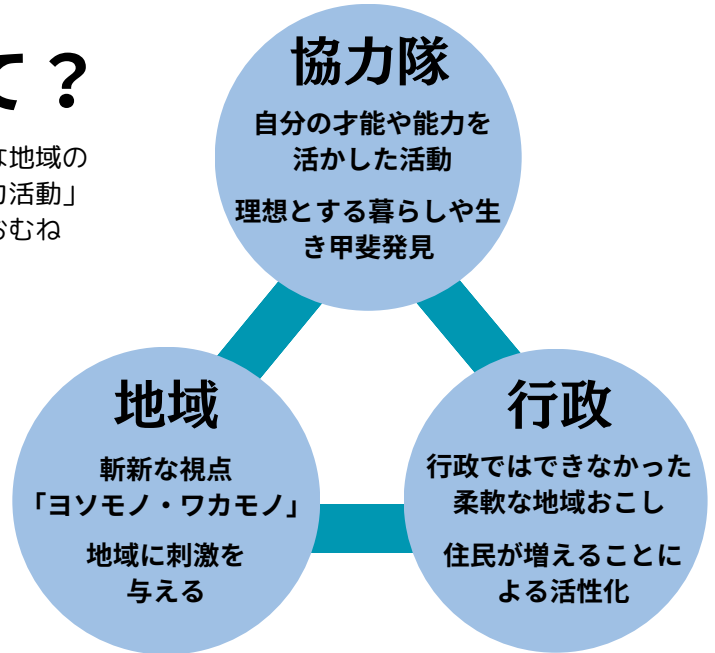 て？
な地域の
力活動」
おむね
協力隊
自分の才能や能力を
活かした活動
理想とする暮らしや生
き甲斐発見
地域
斬新な視点
「ヨソモノ・ワカモノ」
地域に刺激を
与える
行政
行政ではできなかった
柔軟な地域おこし
住民が増えることに
よる活性化